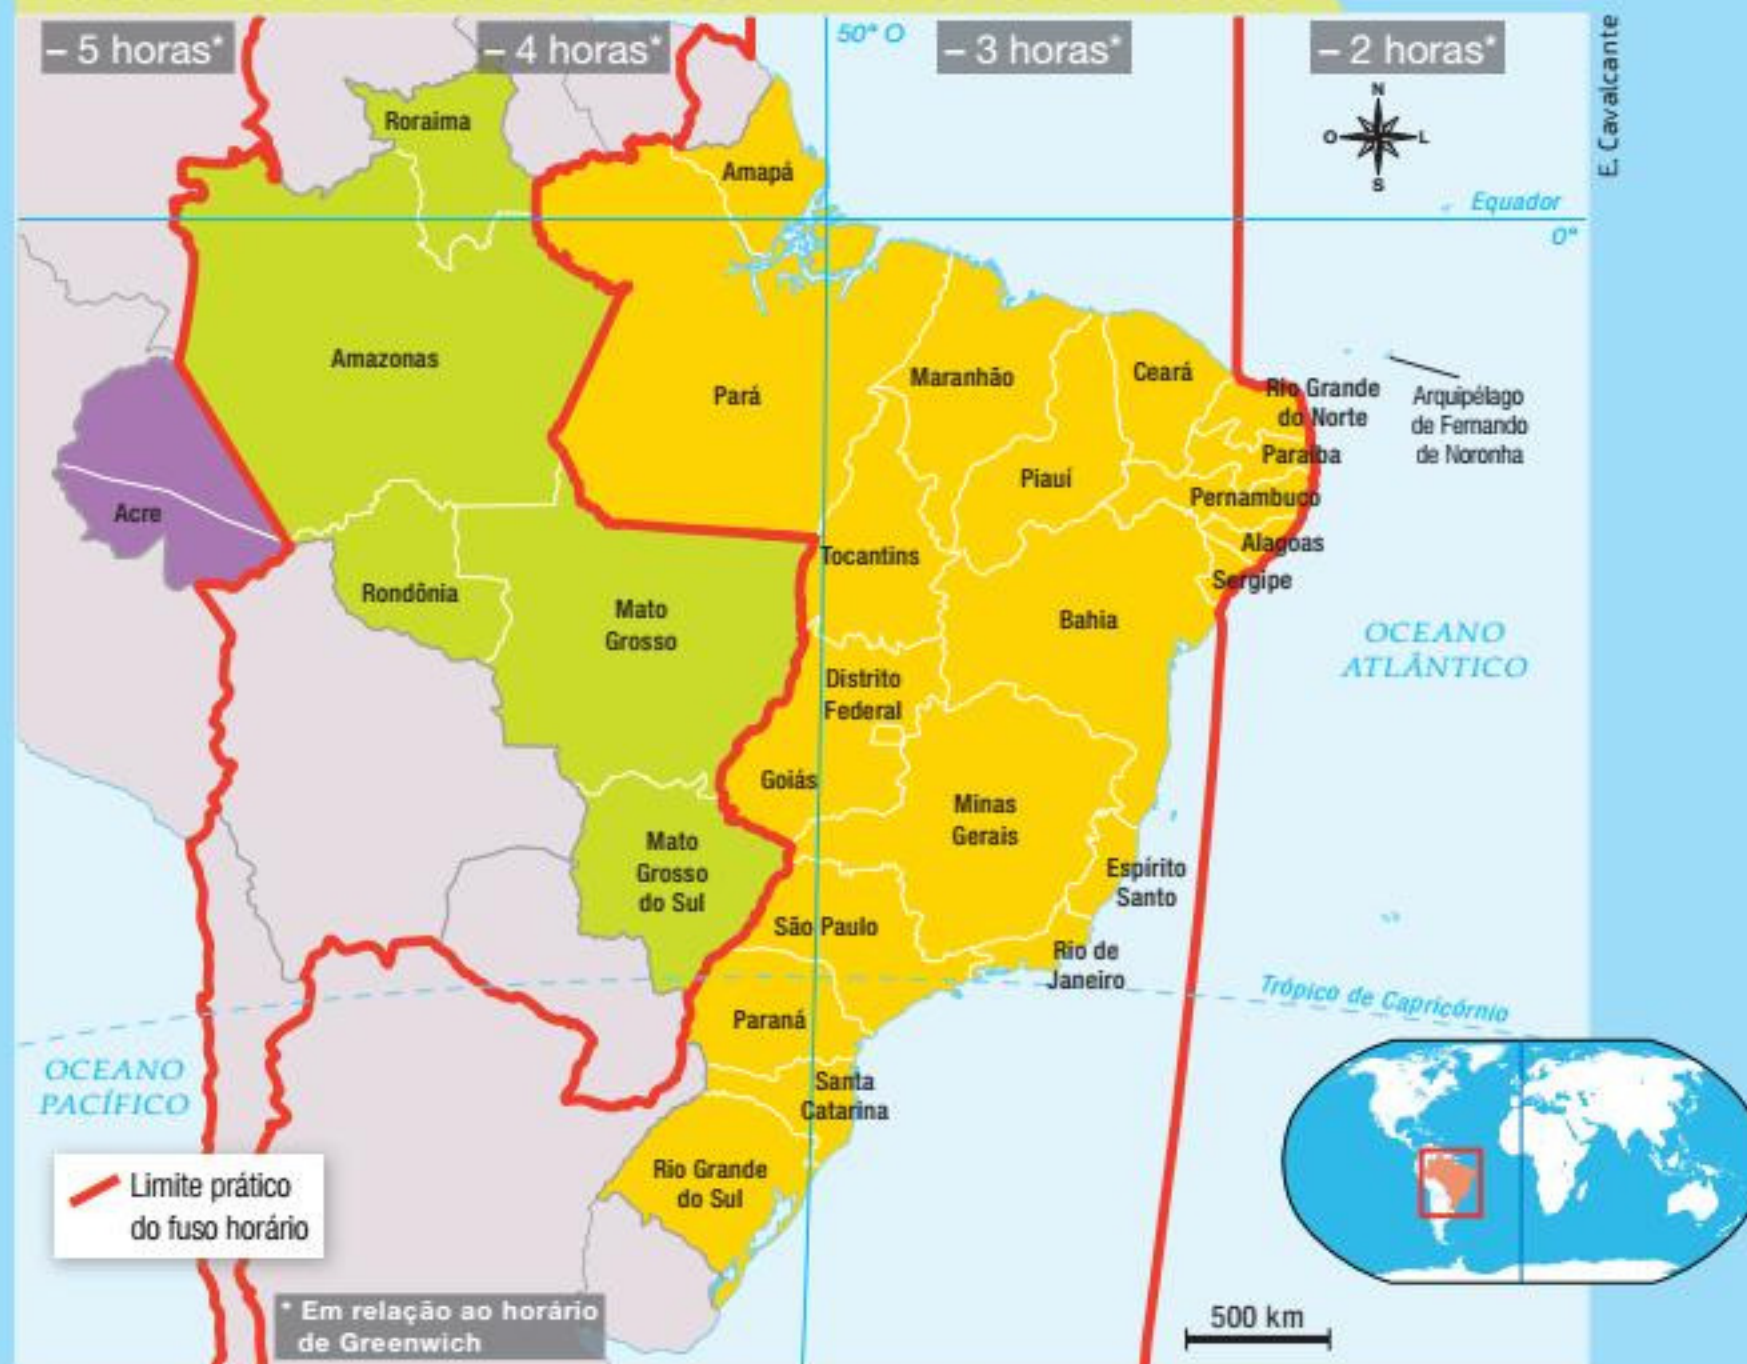 – 5 horas*
– 4 horas*
50° O
– 3 horas*
– 2 horas*
E. Cavalcante
N
O
L
S
Roraima
Amapá
Equador
0°
Amazonas
Pará
Maranhão
Ceará
Rio Grande
do Norte
Arquipélago
de Fernando
de Noronha
Paraíba
Piauí
Pernambuco
Acre
Alagoas
Tocantins
Sergipe
Rondônia
Mato
Grosso
Bahia
OCEANO
ATLÂNTICO
Distrito
Federal
Goiás
Minas
Gerais
Mato
Grosso
do Sul
Espírito
Santo
São Paulo
Rio de
Janeiro
Trópico de Capricórnio
Paraná
OCEANO
PACÍFICO
Santa
Catarina
Rio Grande
do Sul
Limite prático
do fuso horário
* Em relação ao horário
de Greenwich
500 km